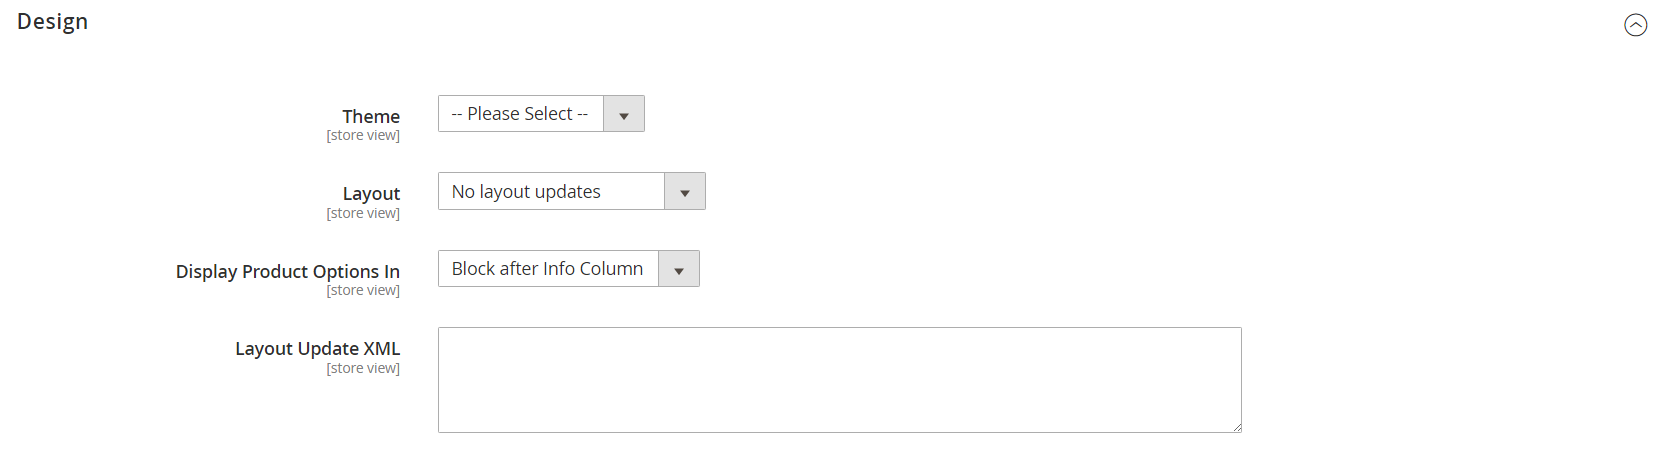 Design
Theme
[store view]
-- Please Select --
Layout
[store view]
No layout updates
Display Product Options In
[store view]
Block after Info Column
Layout Update XML
[store view]